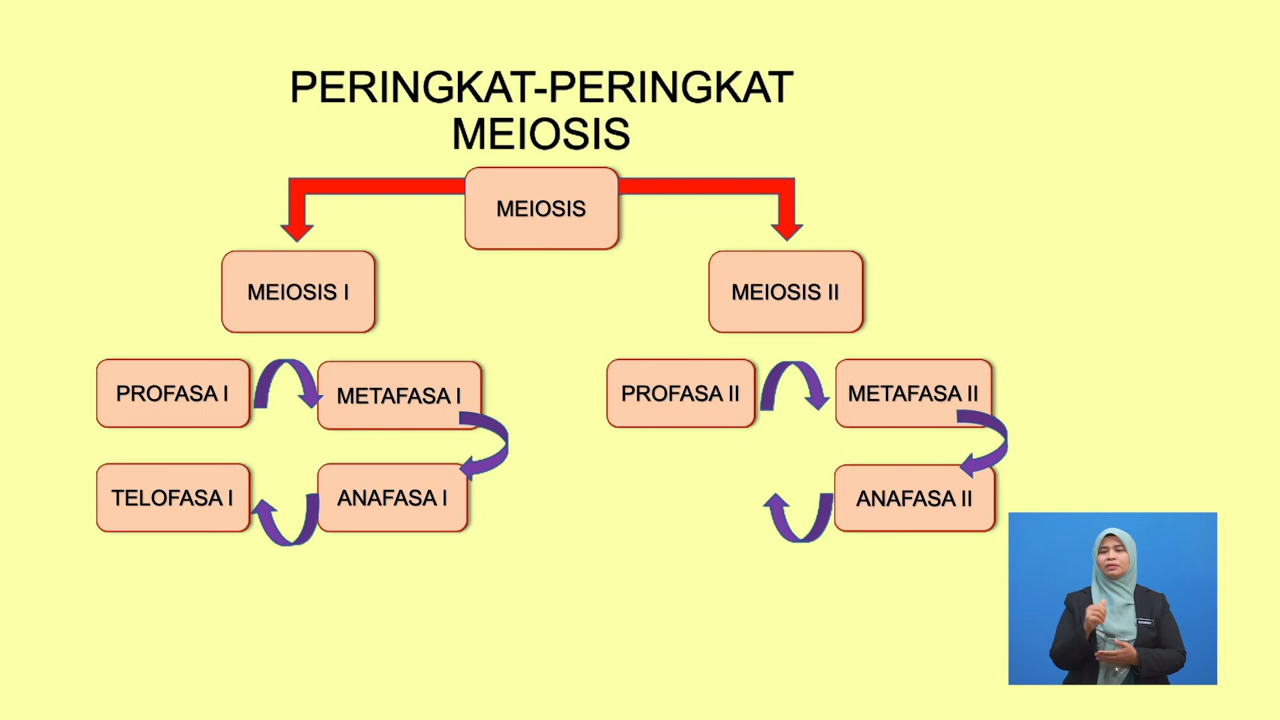 PERINGKAT-PERINGKAT
MEIOSIS
MEIOSIS
MEIOSIS I
MEIOSIS II
PROFASA I
METAFASA I
PROFASA II
METAFASA II
TELOFASA I
ANAFASA I
ANAFASA II